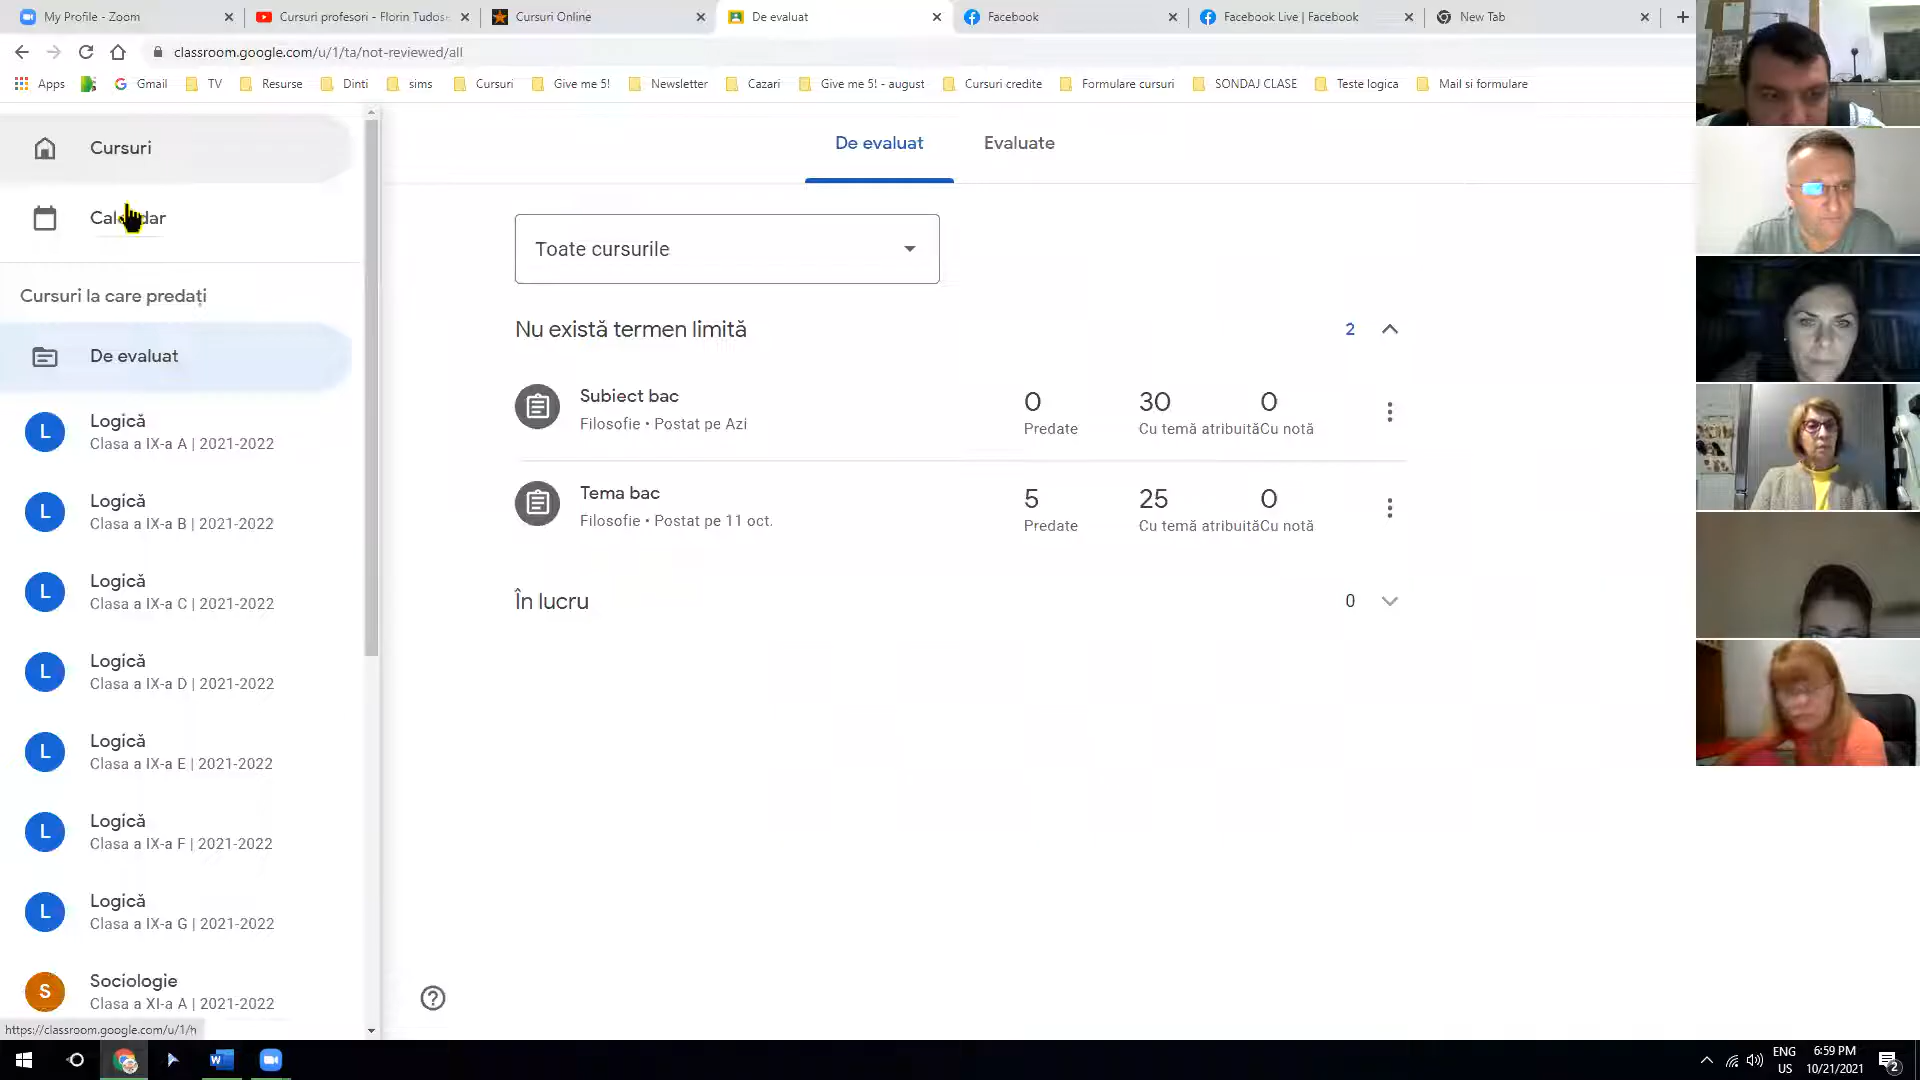 My Profile - Zoom
Cursuri profesori - Florin Tudose
Cursuri Online
De evaluat
Facebook
Facebook Live | Facebook
New Tab
classroom.google.com/u/1/ta/not-reviewed/all
Apps
Gmail
TV
Resurse
Dinti
sims
Cursuri
Give me 5!
Newsletter
Cazari
Give me 5! - august
Cursuri credite
Formulare cursuri
SONDAJ CLASE
Teste logica
Mail si formulare
Cursuri
Calendar
Cursuri la care predați
De evaluat
L
Logică
Clasa a IX-a A | 2021-2022
L
Logică
Clasa a IX-a B | 2021-2022
L
Logică
Clasa a IX-a C | 2021-2022
L
Logică
Clasa a IX-a D | 2021-2022
L
Logică
Clasa a IX-a E | 2021-2022
L
Logică
Clasa a IX-a F | 2021-2022
L
Logică
Clasa a IX-a G | 2021-2022
S
Sociologie
Clasa a XI-a A | 2021-2022
https://classroom.google.com/u/1/h
De evaluat
Evaluate
Toate cursurile
Nu există termen limită
2
Subiect bac
Filosofie • Postat pe Azi
0
Predate
30
Cu temă atribuită
0
Cu notă
Tema bac
Filosofie • Postat pe 11 oct.
5
Predate
25
Cu temă atribuită
0
Cu notă
În lucru
0
ENG
US
6:59 PM
10/21/2021
2